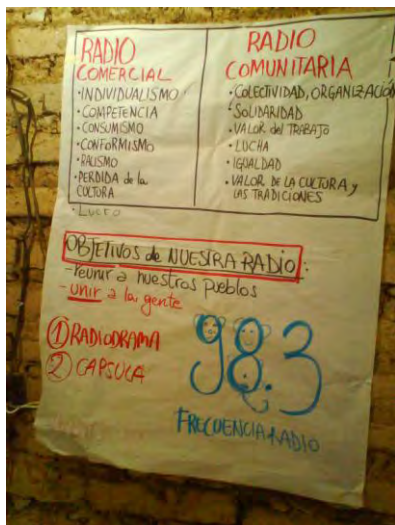 RADIO
COMERCIAL
• INDIVIDUALISMO
• COMPETENCIA
• CONSUMISMO
• CONFORMISMO
• RACISMO
• PERDIDA de la
CULTURA
• Lucro
RADIO
COMUNITARIA
• COLECTIVIDAD, ORGANIZACIÓN
• SOLIDARIDAD
• VALOR del TRABAJO
• LUCHA
• IGUALDAD
• VALOR DE LA CULTURA y
LAS TRADICIONES
OBJETIVOS de NUESTRA RADIO:
- reunir a nuestros pueblos
- unir a la gente
① RADIODRAMA
② CAPSULA
98.3
FRECUENCIA RADIO